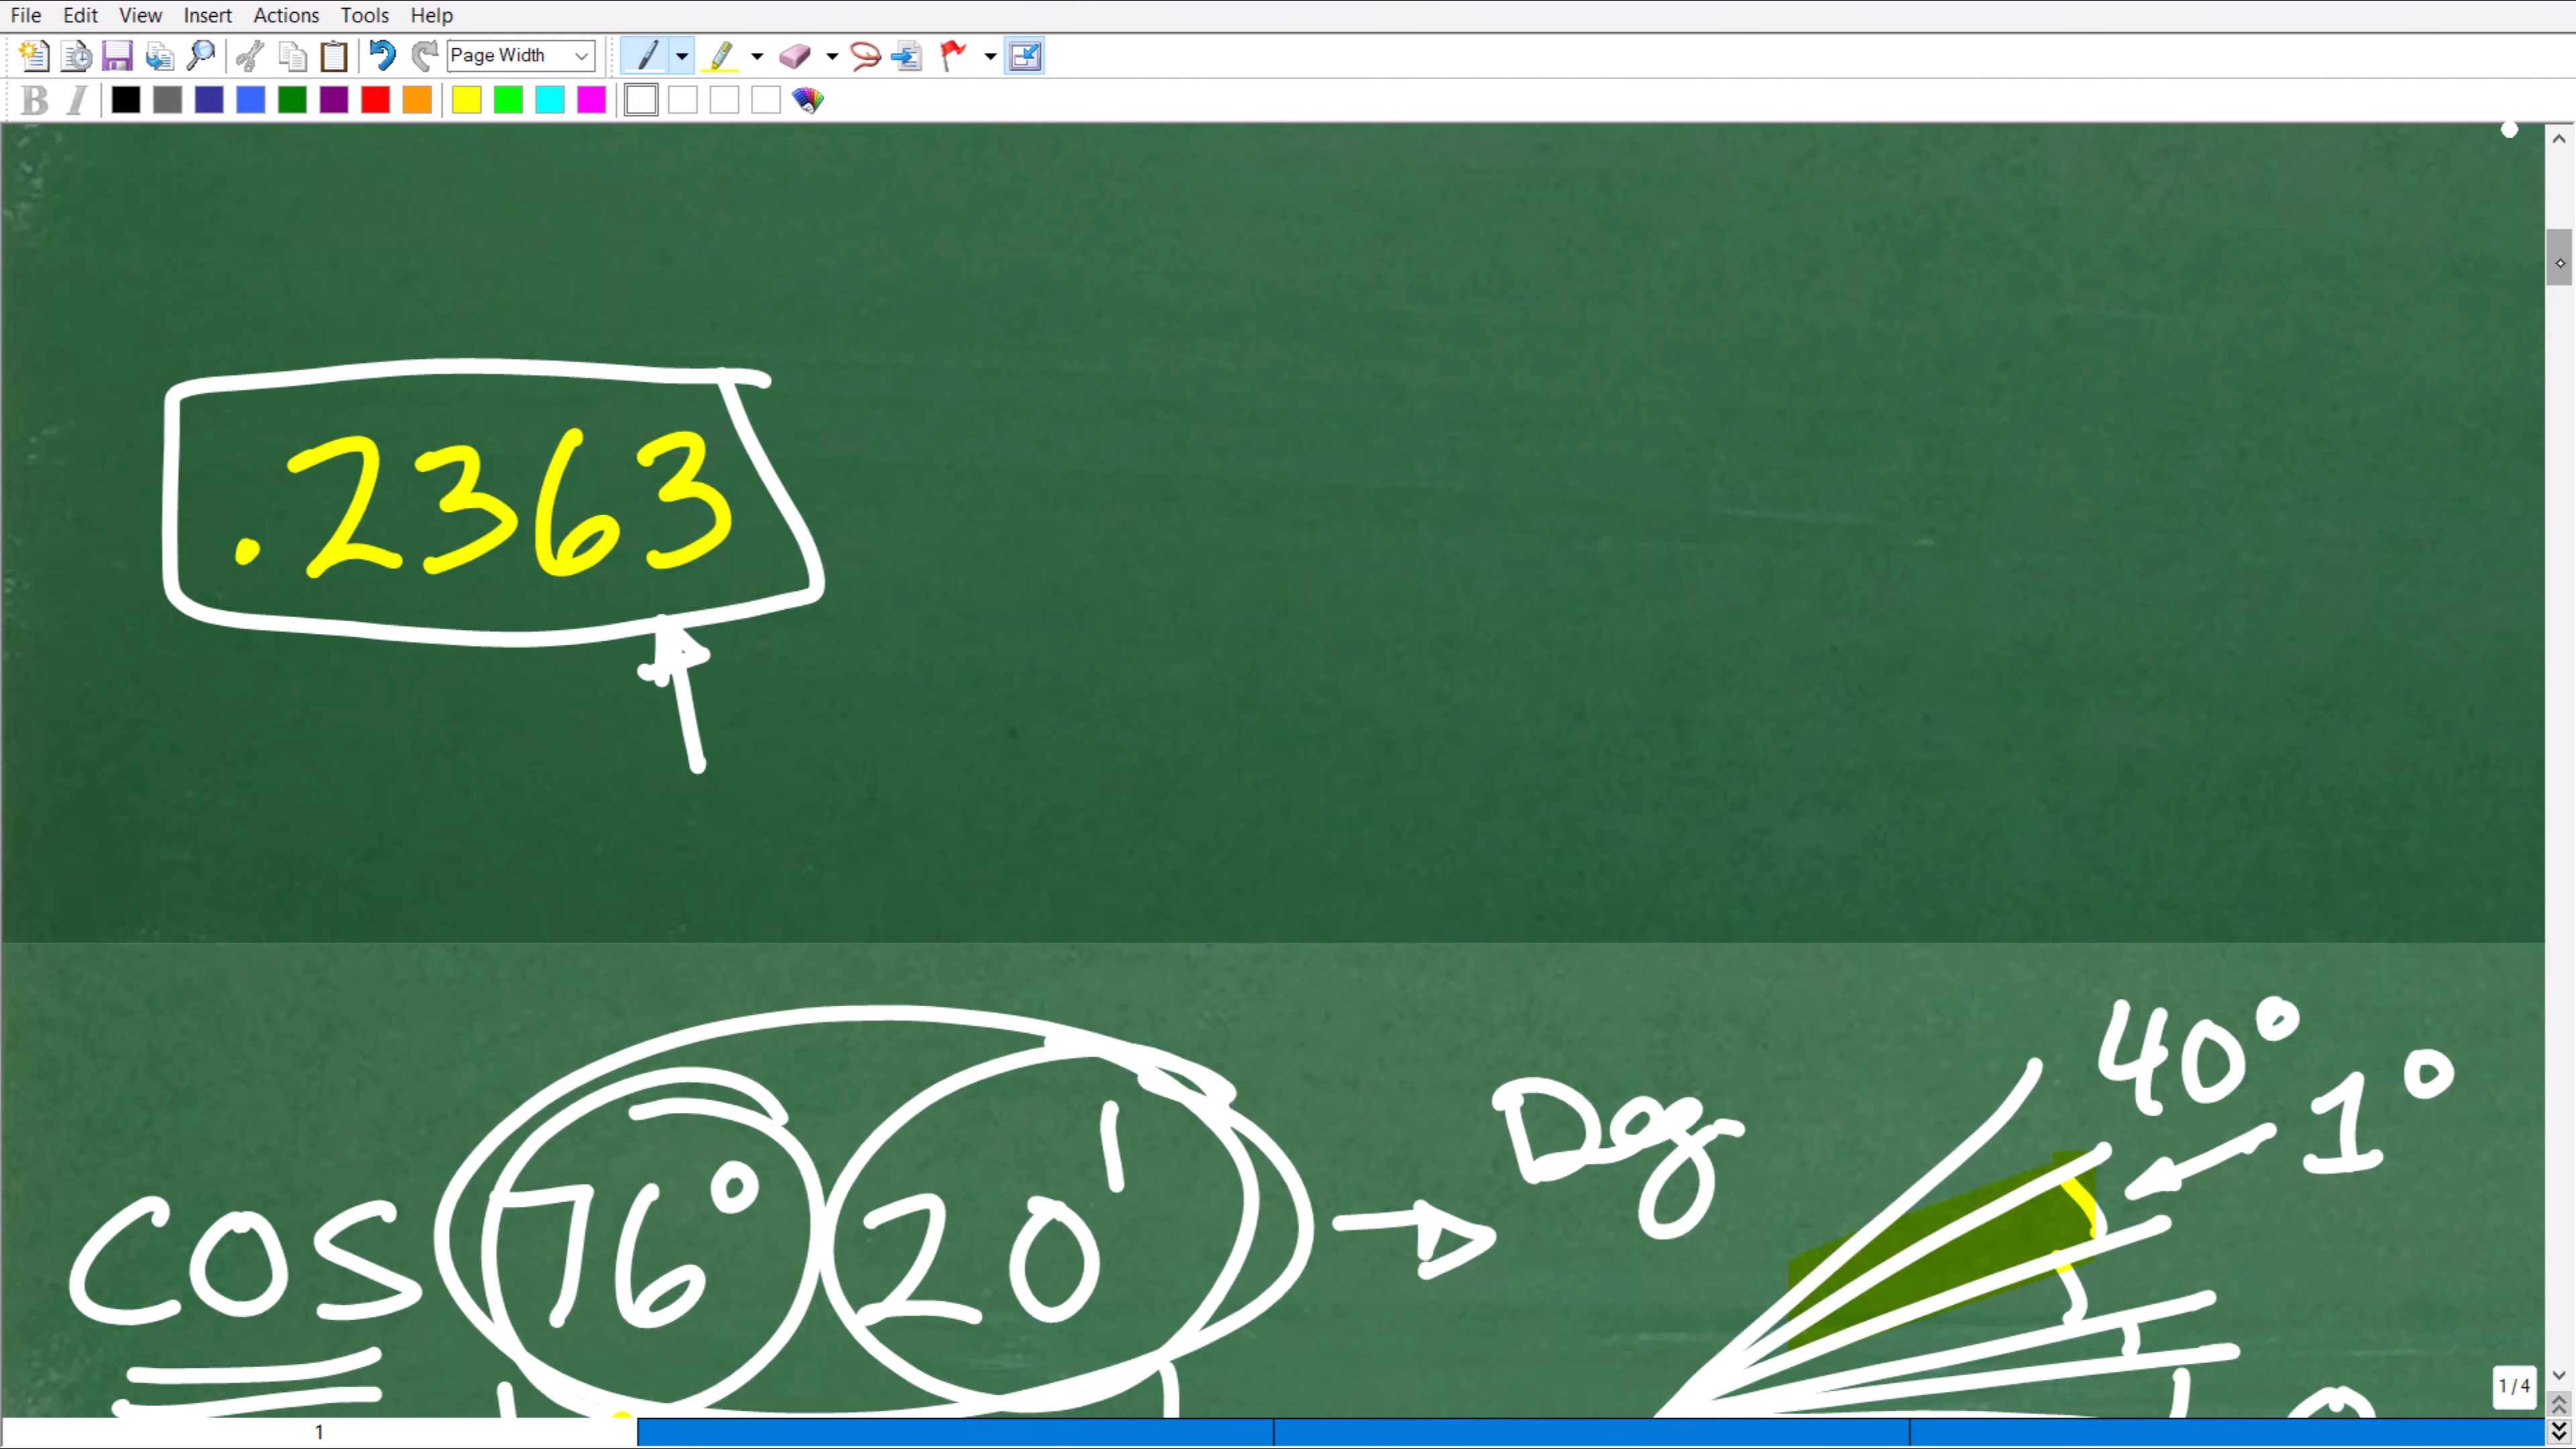 File Edit View Insert Actions Tools Help
Page Width
B I
.2363
40°
1°
cos 76° 20' → Deg
1 / 4
1